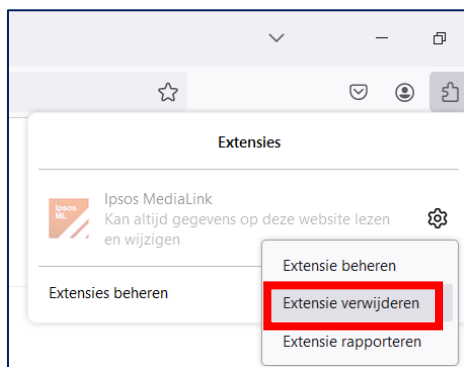 Extensies
Ipsos
ML
Ipsos MediaLink
Kan altijd gegevens op deze website lezen
en wijzigen
Extensies beheren
Extensie beheren
Extensie verwijderen
Extensie rapporteren